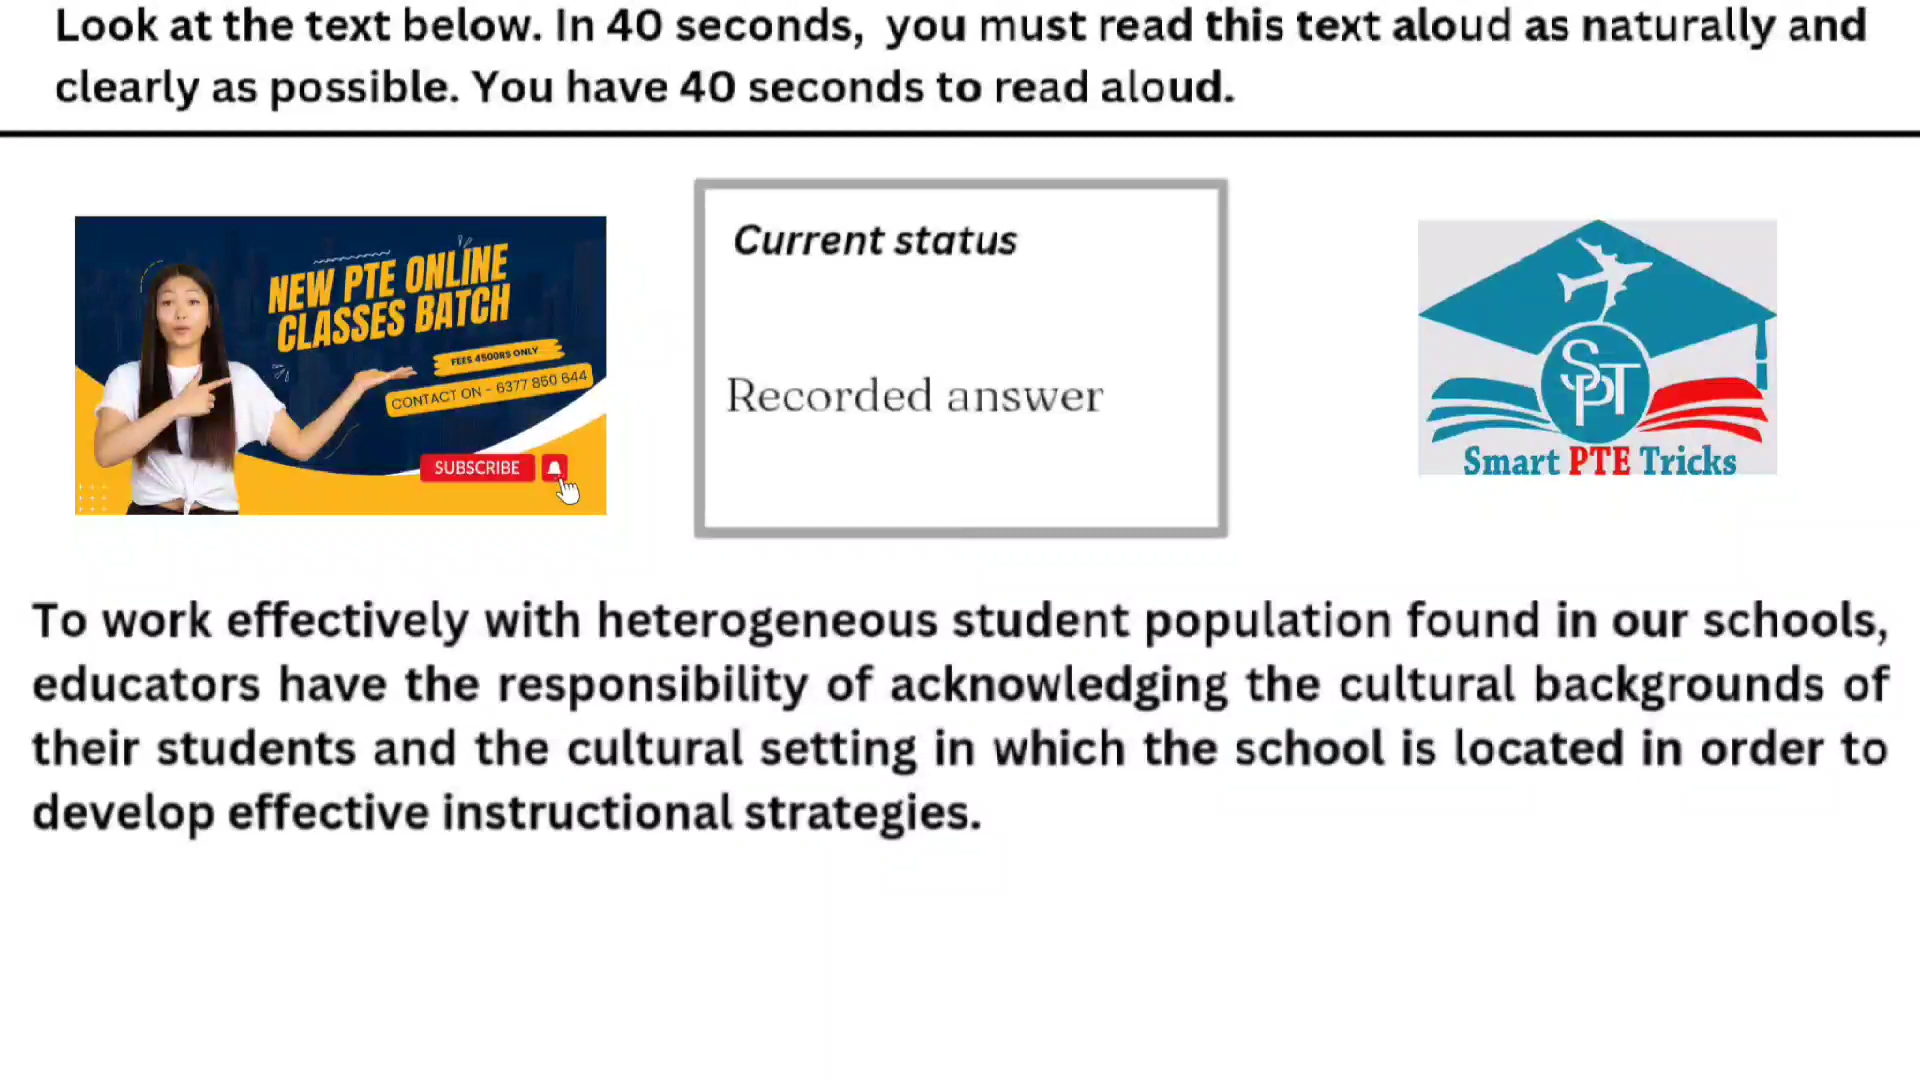 Look at the text below. In 40 seconds, you must read this text aloud as naturally and
clearly as possible. You have 40 seconds to read aloud.
NEW PTE ONLINE
CLASSES BATCH
FEES 4500RS ONLY
CONTACT ON - 6377 850 644
SUBSCRIBE
Current status
Recorded answer
SPT
Smart PTE Tricks
To work effectively with heterogeneous student population found in our schools,
educators have the responsibility of acknowledging the cultural backgrounds of
their students and the cultural setting in which the school is located in order to
develop effective instructional strategies.